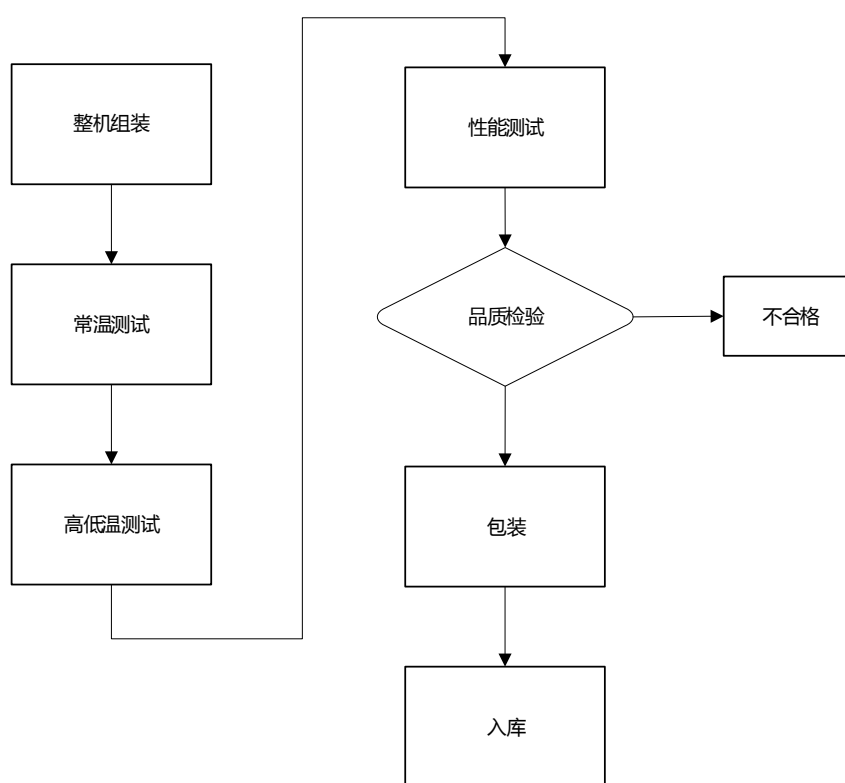 整机组装
常温测试
高低温测试
性能测试
品质检验
不合格
包装
入库